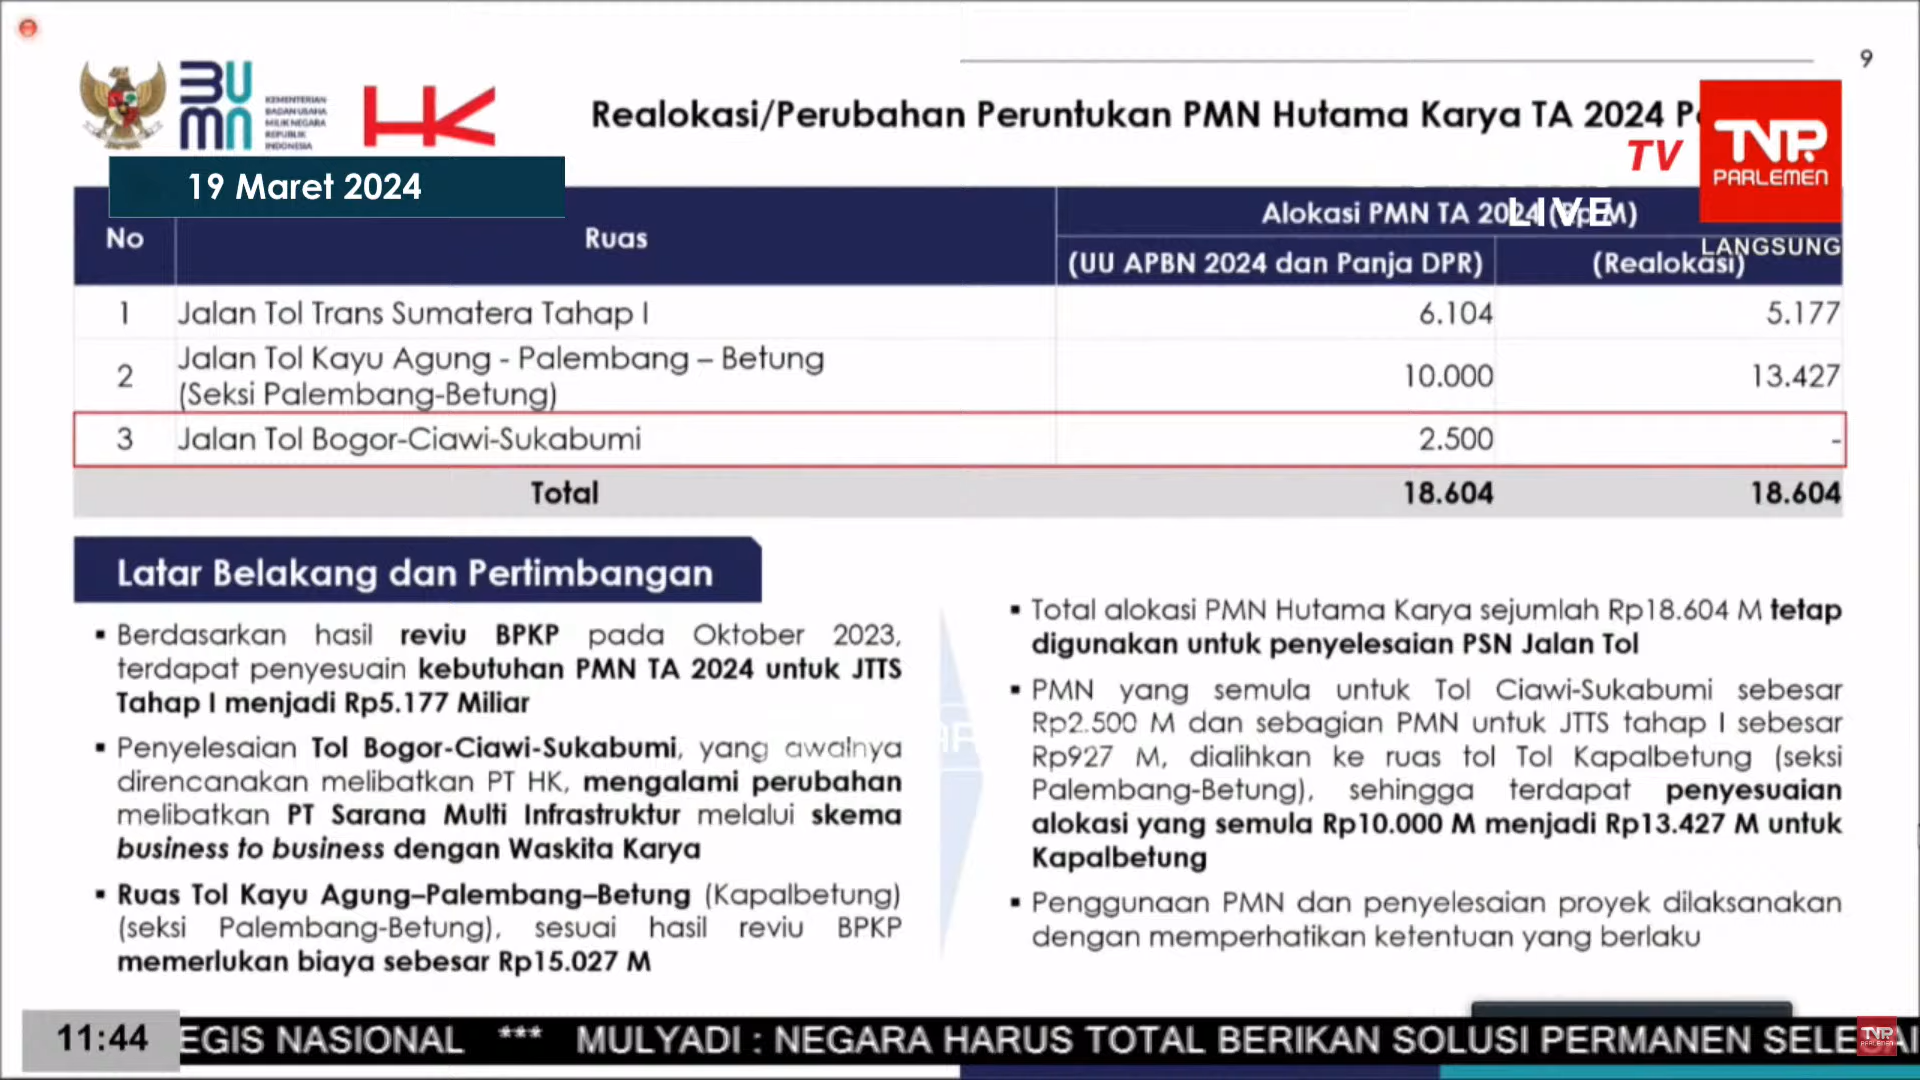 9
BUMN
KEMENTERIAN
BADAN USAHA
MILIK NEGARA
REPUBLIK
INDONESIA
HK
Realokasi/Perubahan Peruntukan PMN Hutama Karya TA 2024
TV
TVR
PARLEMEN
LIVE
LANGSUNG
19 Maret 2024
No Ruas Alokasi PMN TA 2024 (Rp M)
(UU APBN 2024 dan Panja DPR) (Realokasi)
1 Jalan Tol Trans Sumatera Tahap I 6.104 5.177
2 Jalan Tol Kayu Agung - Palembang – Betung
(Seksi Palembang-Betung) 10.000 13.427
3 Jalan Tol Bogor-Ciawi-Sukabumi 2.500 -
Total 18.604 18.604
Latar Belakang dan Pertimbangan
▪ Berdasarkan hasil reviu BPKP pada Oktober 2023,
terdapat penyesuain kebutuhan PMN TA 2024 untuk JTTS
Tahap I menjadi Rp5.177 Miliar
▪ Penyelesaian Tol Bogor-Ciawi-Sukabumi, yang awalnya
direncanakan melibatkan PT HK, mengalami perubahan
melibatkan PT Sarana Multi Infrastruktur melalui skema
business to business dengan Waskita Karya
▪ Ruas Tol Kayu Agung–Palembang–Betung (Kapalbetung)
(seksi Palembang-Betung), sesuai hasil reviu BPKP
memerlukan biaya sebesar Rp15.027 M
▪ Total alokasi PMN Hutama Karya sejumlah Rp18.604 M tetap
digunakan untuk penyelesaian PSN Jalan Tol
▪ PMN yang semula untuk Tol Ciawi-Sukabumi sebesar
Rp2.500 M dan sebagian PMN untuk JTTS tahap I sebesar
Rp927 M, dialihkan ke ruas tol Tol Kapalbetung (seksi
Palembang-Betung), sehingga terdapat penyesuaian
alokasi yang semula Rp10.000 M menjadi Rp13.427 M untuk
Kapalbetung
▪ Penggunaan PMN dan penyelesaian proyek dilaksanakan
dengan memperhatikan ketentuan yang berlaku
11:44 EGIS NASIONAL *** MULYADI : NEGARA HARUS TOTAL BERIKAN SOLUSI PERMANEN
TVR
PARLEMEN